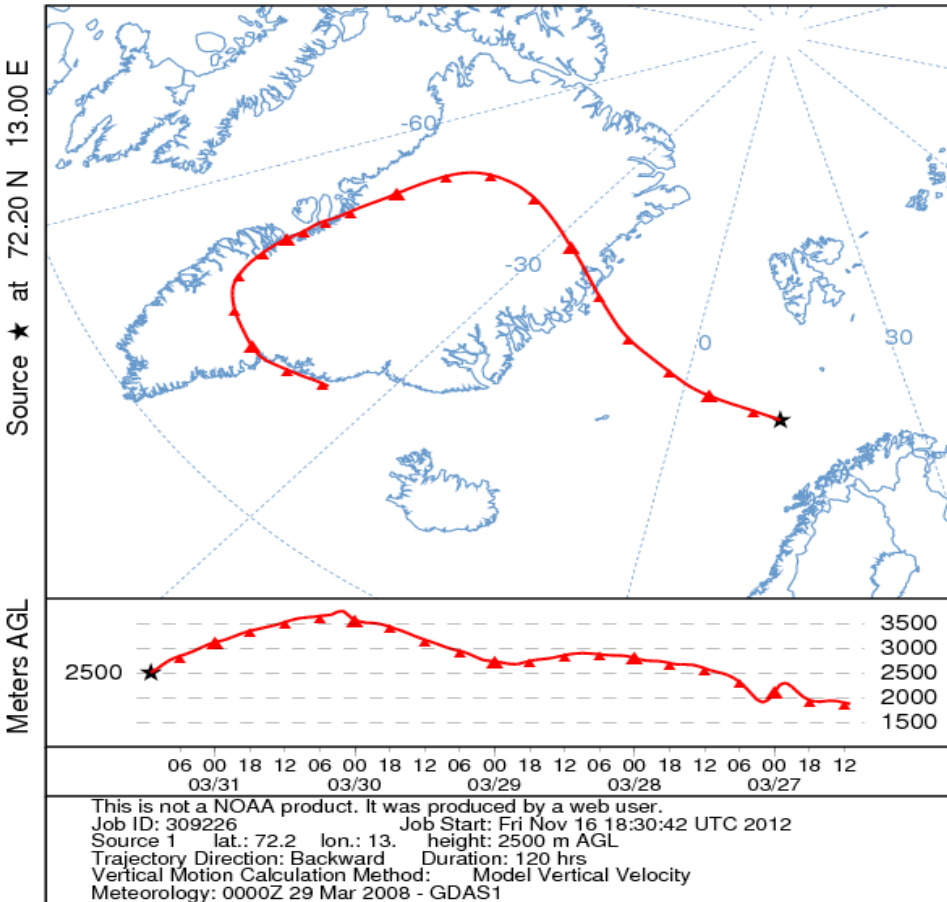 Source ★ at 72.20 N 13.00 E
-60
-30
0
30
Meters AGL
2500
3500
3000
2500
2000
1500
06 00 18 12 06 00 18 12 06 00 18 12 06 00 18 12 06 00 18 12
03/31 03/30 03/29 03/28 03/27
This is not a NOAA product. It was produced by a web user.
Job ID: 309226 Job Start: Fri Nov 16 18:30:42 UTC 2012
Source 1 lat.: 72.2 lon.: 13. height: 2500 m AGL
Trajectory Direction: Backward Duration: 120 hrs
Vertical Motion Calculation Method: Model Vertical Velocity
Meteorology: 0000Z 29 Mar 2008 - GDAS1